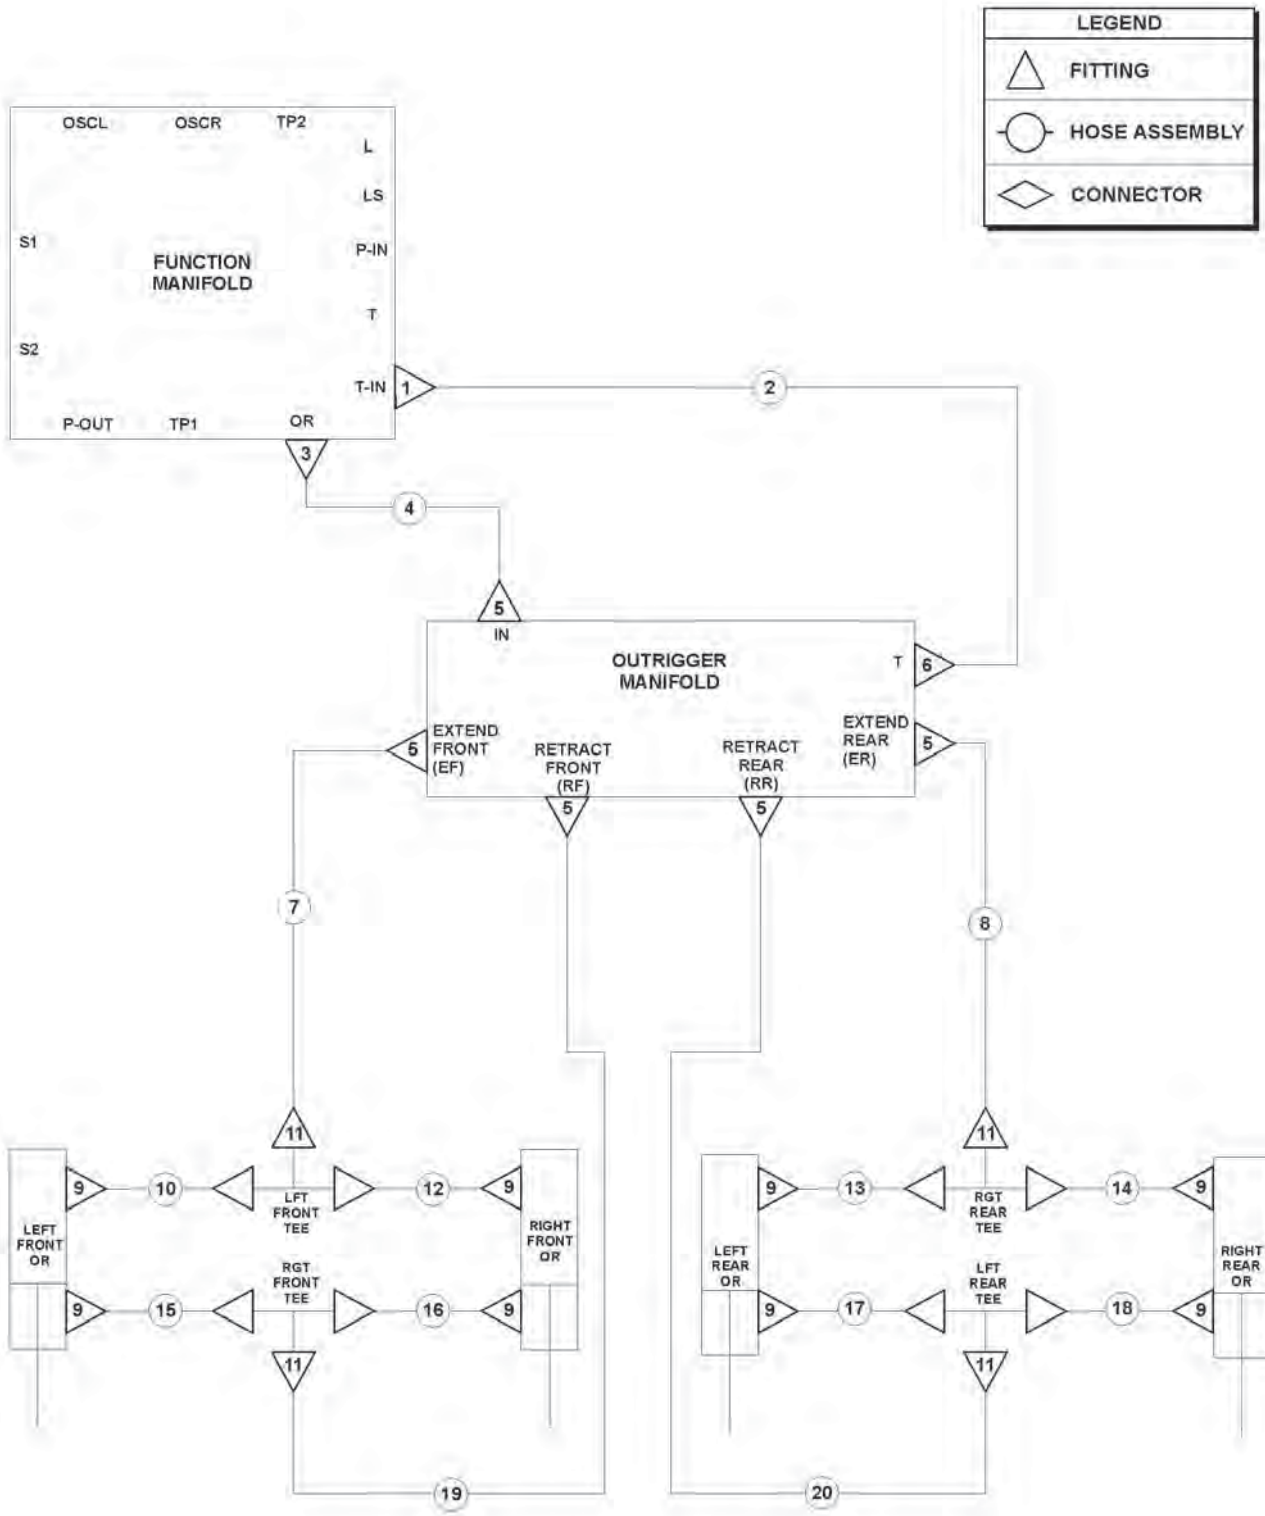 LEGEND
FITTING
HOSE ASSEMBLY
CONNECTOR
OSCL OSCR TP2
L
LS
S1
P-IN
FUNCTION
MANIFOLD
T
S2
T-IN 1
2
P-OUT TP1 OR
3
4
5
IN
OUTRIGGER
MANIFOLD
T 6
5 EXTEND
FRONT
(EF)
RETRACT
FRONT
(RF)
5
RETRACT
REAR
(RR)
5
EXTEND
REAR
(ER)
5
7
8
11
11
9 10 12 9
LFT
FRONT
TEE
LEFT
FRONT
OR
RIGHT
FRONT
OR
RGT
FRONT
TEE
9 15 16 9
11
9 13 14 9
RGT
REAR
TEE
LEFT
REAR
OR
RIGHT
REAR
OR
LFT
REAR
TEE
9 17 18 9
11
19
20